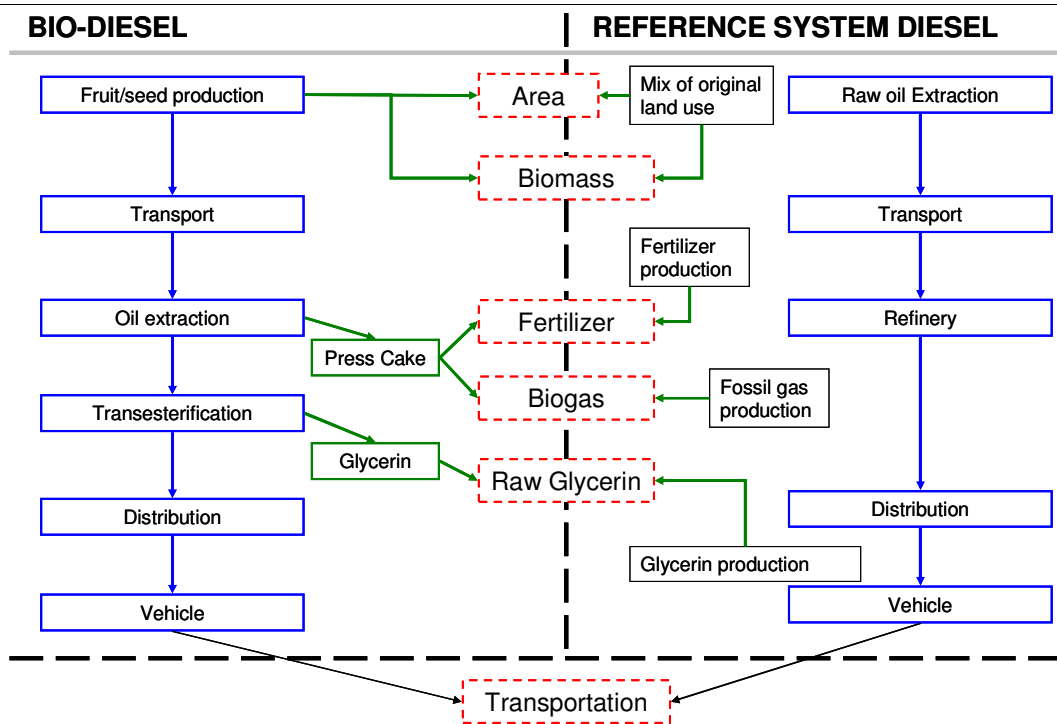 BIO-DIESEL
REFERENCE SYSTEM DIESEL
Fruit/seed production
Area
Mix of original
land use
Raw oil Extraction
Biomass
Transport
Transport
Fertilizer
production
Oil extraction
Fertilizer
Refinery
Press Cake
Transesterification
Biogas
Fossil gas
production
Glycerin
Raw Glycerin
Distribution
Distribution
Glycerin production
Vehicle
Vehicle
Transportation